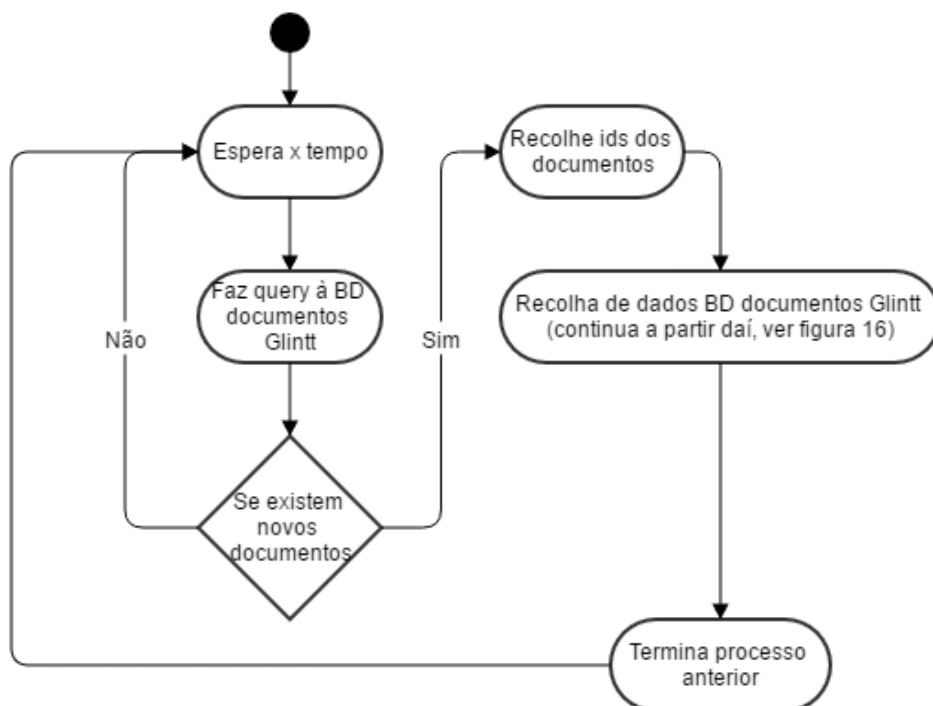 Espera x tempo
Faz query à BD
documentos
Glintt
Não
Sim
Se existem
novos
documentos
Recolhe ids dos
documentos
Recolha de dados BD documentos Glintt
(continua a partir daí, ver figura 16)
Termina processo
anterior